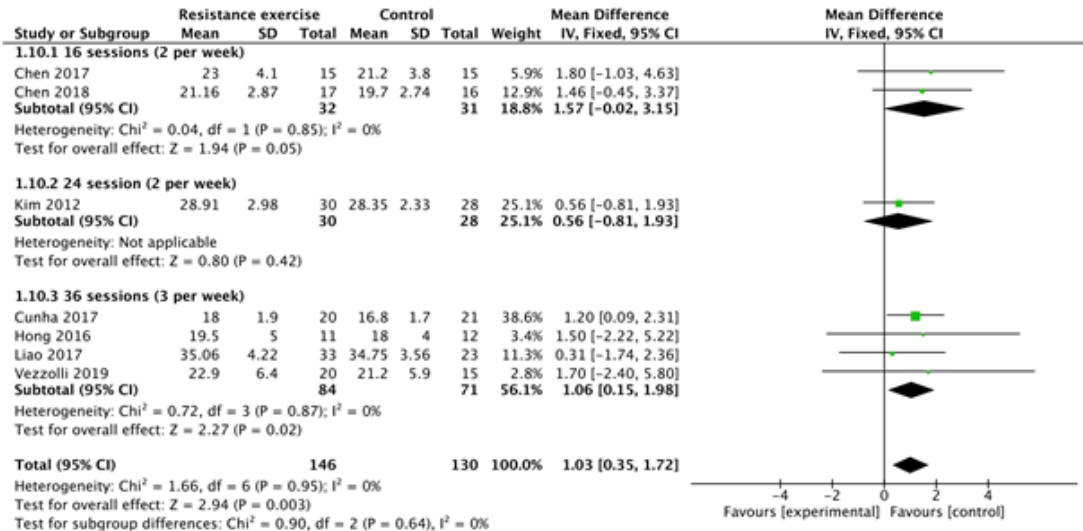 Resistance exercise Control Mean Difference Mean Difference
Study or Subgroup Mean SD Total Mean SD Total Weight IV, Fixed, 95% CI IV, Fixed, 95% CI
1.10.1 16 sessions (2 per week)
Chen 2017 23 4.1 15 21.2 3.8 15 5.9% 1.80 [−1.03, 4.63]
Chen 2018 21.16 2.87 17 19.7 2.74 16 12.9% 1.46 [−0.45, 3.37]
Subtotal (95% CI) 32 31 18.8% 1.57 [−0.02, 3.15]
Heterogeneity: Chi² = 0.04, df = 1 (P = 0.85); I² = 0%
Test for overall effect: Z = 1.94 (P = 0.05)
1.10.2 24 session (2 per week)
Kim 2012 28.91 2.98 30 28.35 2.33 28 25.1% 0.56 [−0.81, 1.93]
Subtotal (95% CI) 30 28 25.1% 0.56 [−0.81, 1.93]
Heterogeneity: Not applicable
Test for overall effect: Z = 0.80 (P = 0.42)
1.10.3 36 sessions (3 per week)
Cunha 2017 18 1.9 20 16.8 1.7 21 38.6% 1.20 [0.09, 2.31]
Hong 2016 19.5 5 11 18 4 12 3.4% 1.50 [−2.22, 5.22]
Liao 2017 35.06 4.22 33 34.75 3.56 23 11.3% 0.31 [−1.74, 2.36]
Vezzolli 2019 22.9 6.4 20 21.2 5.9 15 2.8% 1.70 [−2.40, 5.80]
Subtotal (95% CI) 84 71 56.1% 1.06 [0.15, 1.98]
Heterogeneity: Chi² = 0.72, df = 3 (P = 0.87); I² = 0%
Test for overall effect: Z = 2.27 (P = 0.02)
Total (95% CI) 146 130 100.0% 1.03 [0.35, 1.72]
Heterogeneity: Chi² = 1.66, df = 6 (P = 0.95); I² = 0%
Test for overall effect: Z = 2.94 (P = 0.003)
Test for subgroup differences: Chi² = 0.90, df = 2 (P = 0.64), I² = 0%
−4 −2 0 2 4
Favours [experimental] Favours [control]